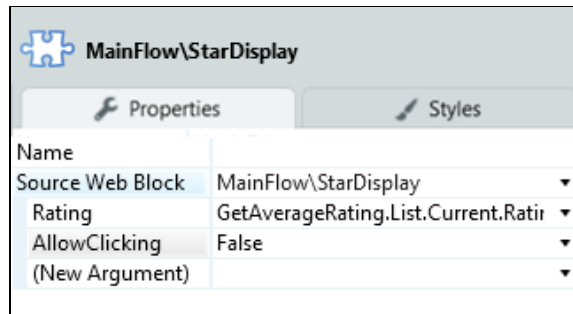 MainFlow\StarDisplay
Properties Styles
Name
Source Web Block MainFlow\StarDisplay
Rating GetAverageRating.List.Current.Ratir
AllowClicking False
(New Argument)